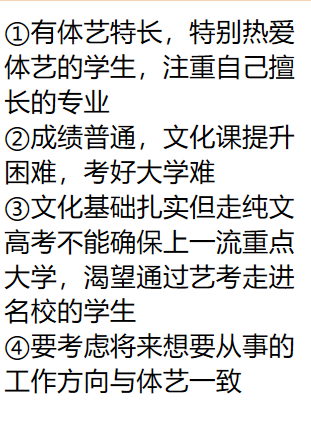 ①有体艺特长，特别热爱
体艺的学生，注重自己擅
长的专业
②成绩普通，文化课提升
困难，考好大学难
③文化基础扎实但走纯文
高考不能确保上一流重点
大学，渴望通过艺考走进
名校的学生
④要考虑将来想要从事的
工作方向与体艺一致